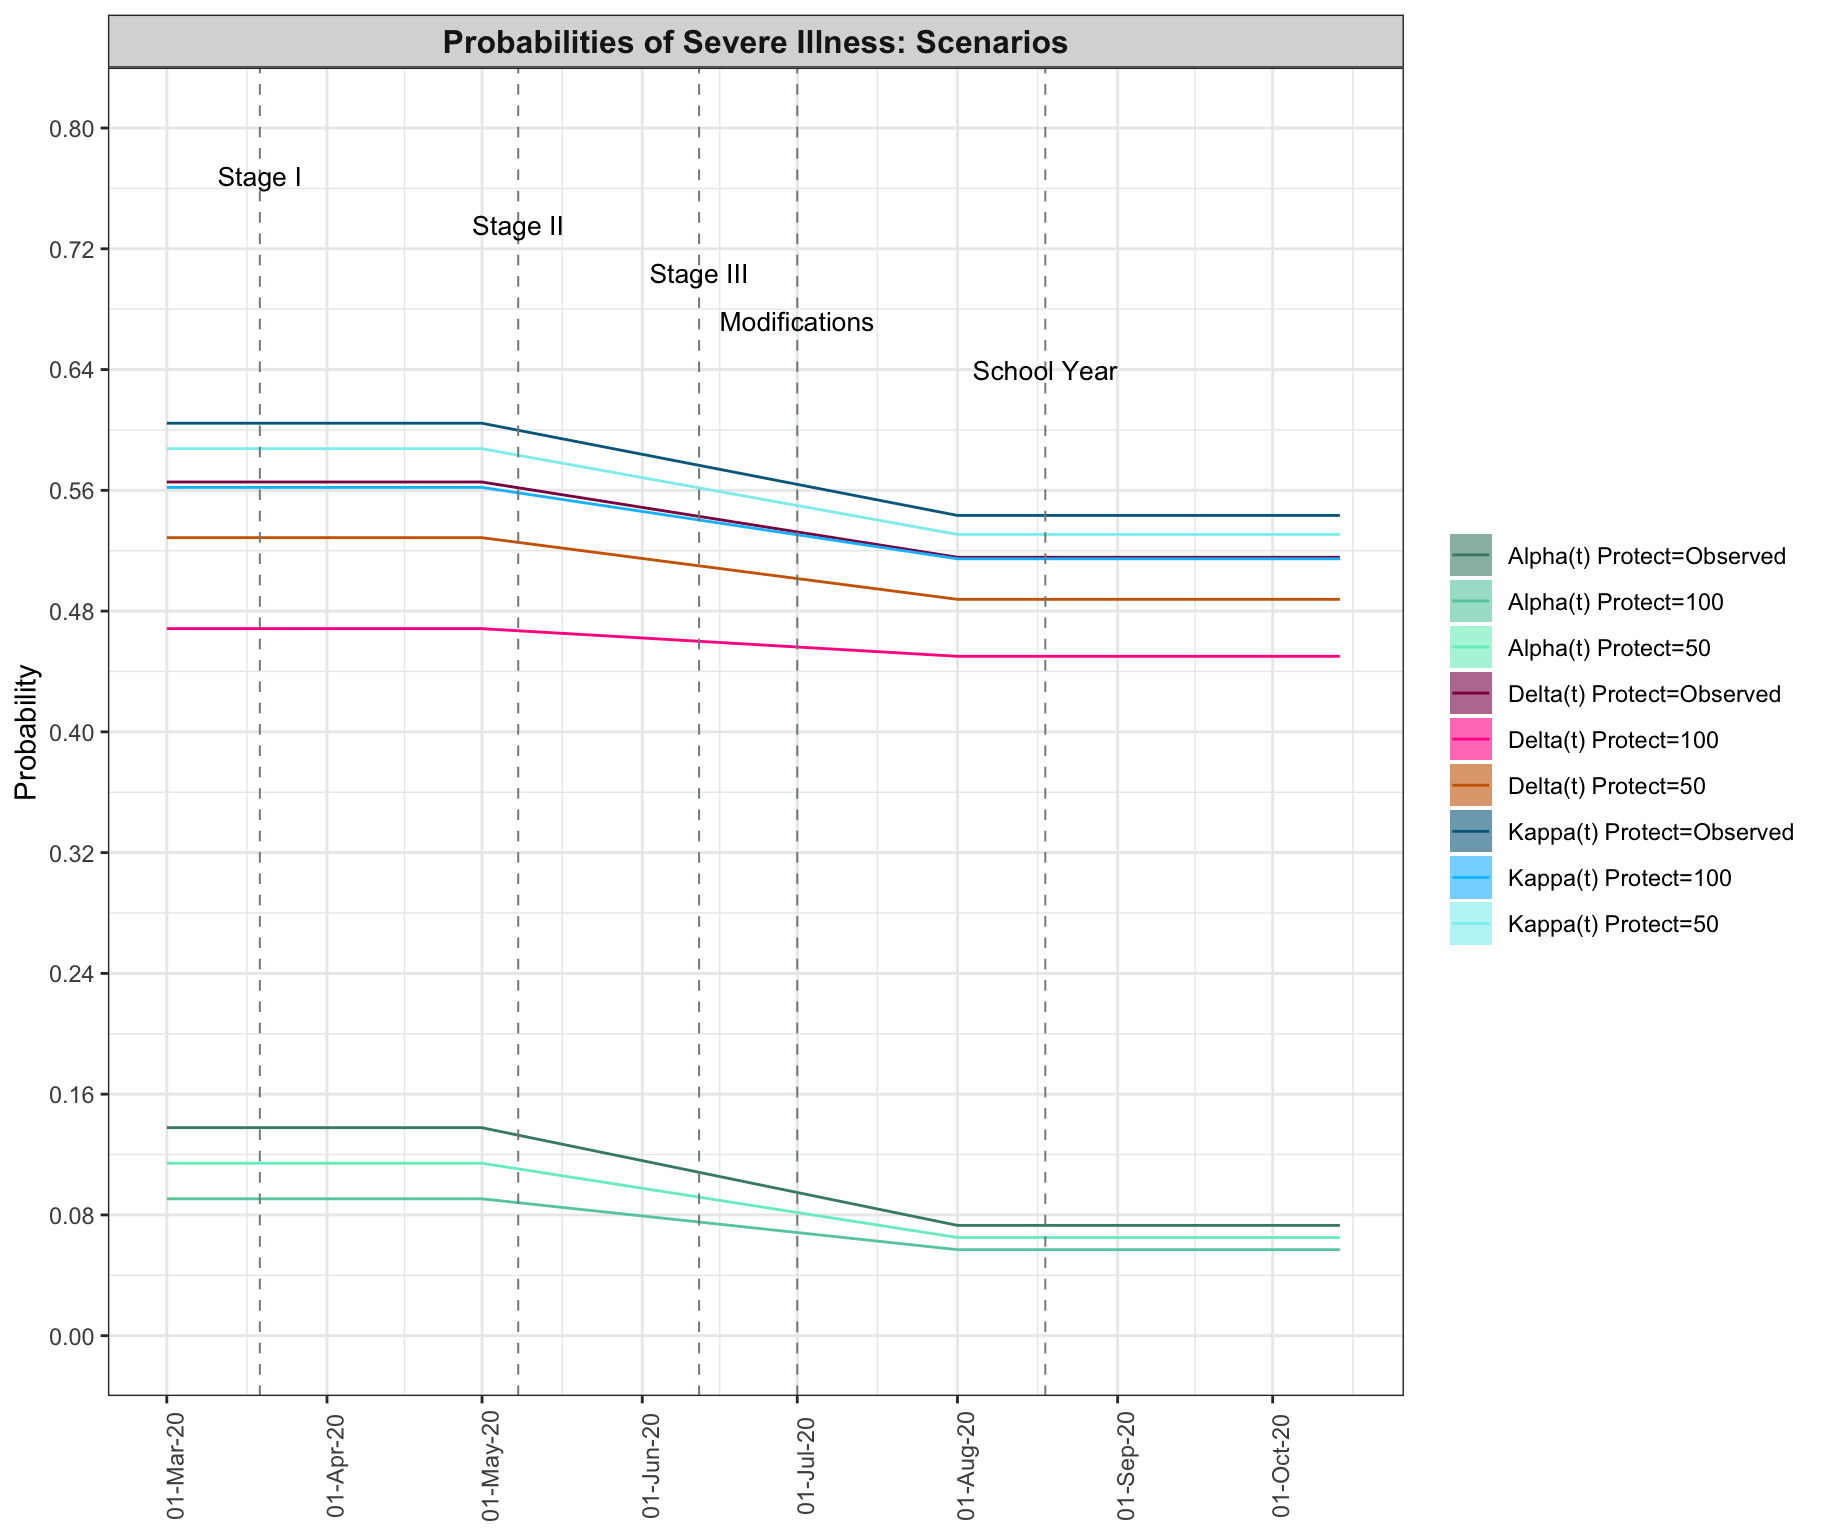 Probabilities of Severe Illness: Scenarios
Probability
0.80
0.72
0.64
0.56
0.48
0.40
0.32
0.24
0.16
0.08
0.00
Stage I
Stage II
Stage III
Modifications
School Year
01-Mar-20
01-Apr-20
01-May-20
01-Jun-20
01-Jul-20
01-Aug-20
01-Sep-20
01-Oct-20
Alpha(t) Protect=Observed
Alpha(t) Protect=100
Alpha(t) Protect=50
Delta(t) Protect=Observed
Delta(t) Protect=100
Delta(t) Protect=50
Kappa(t) Protect=Observed
Kappa(t) Protect=100
Kappa(t) Protect=50